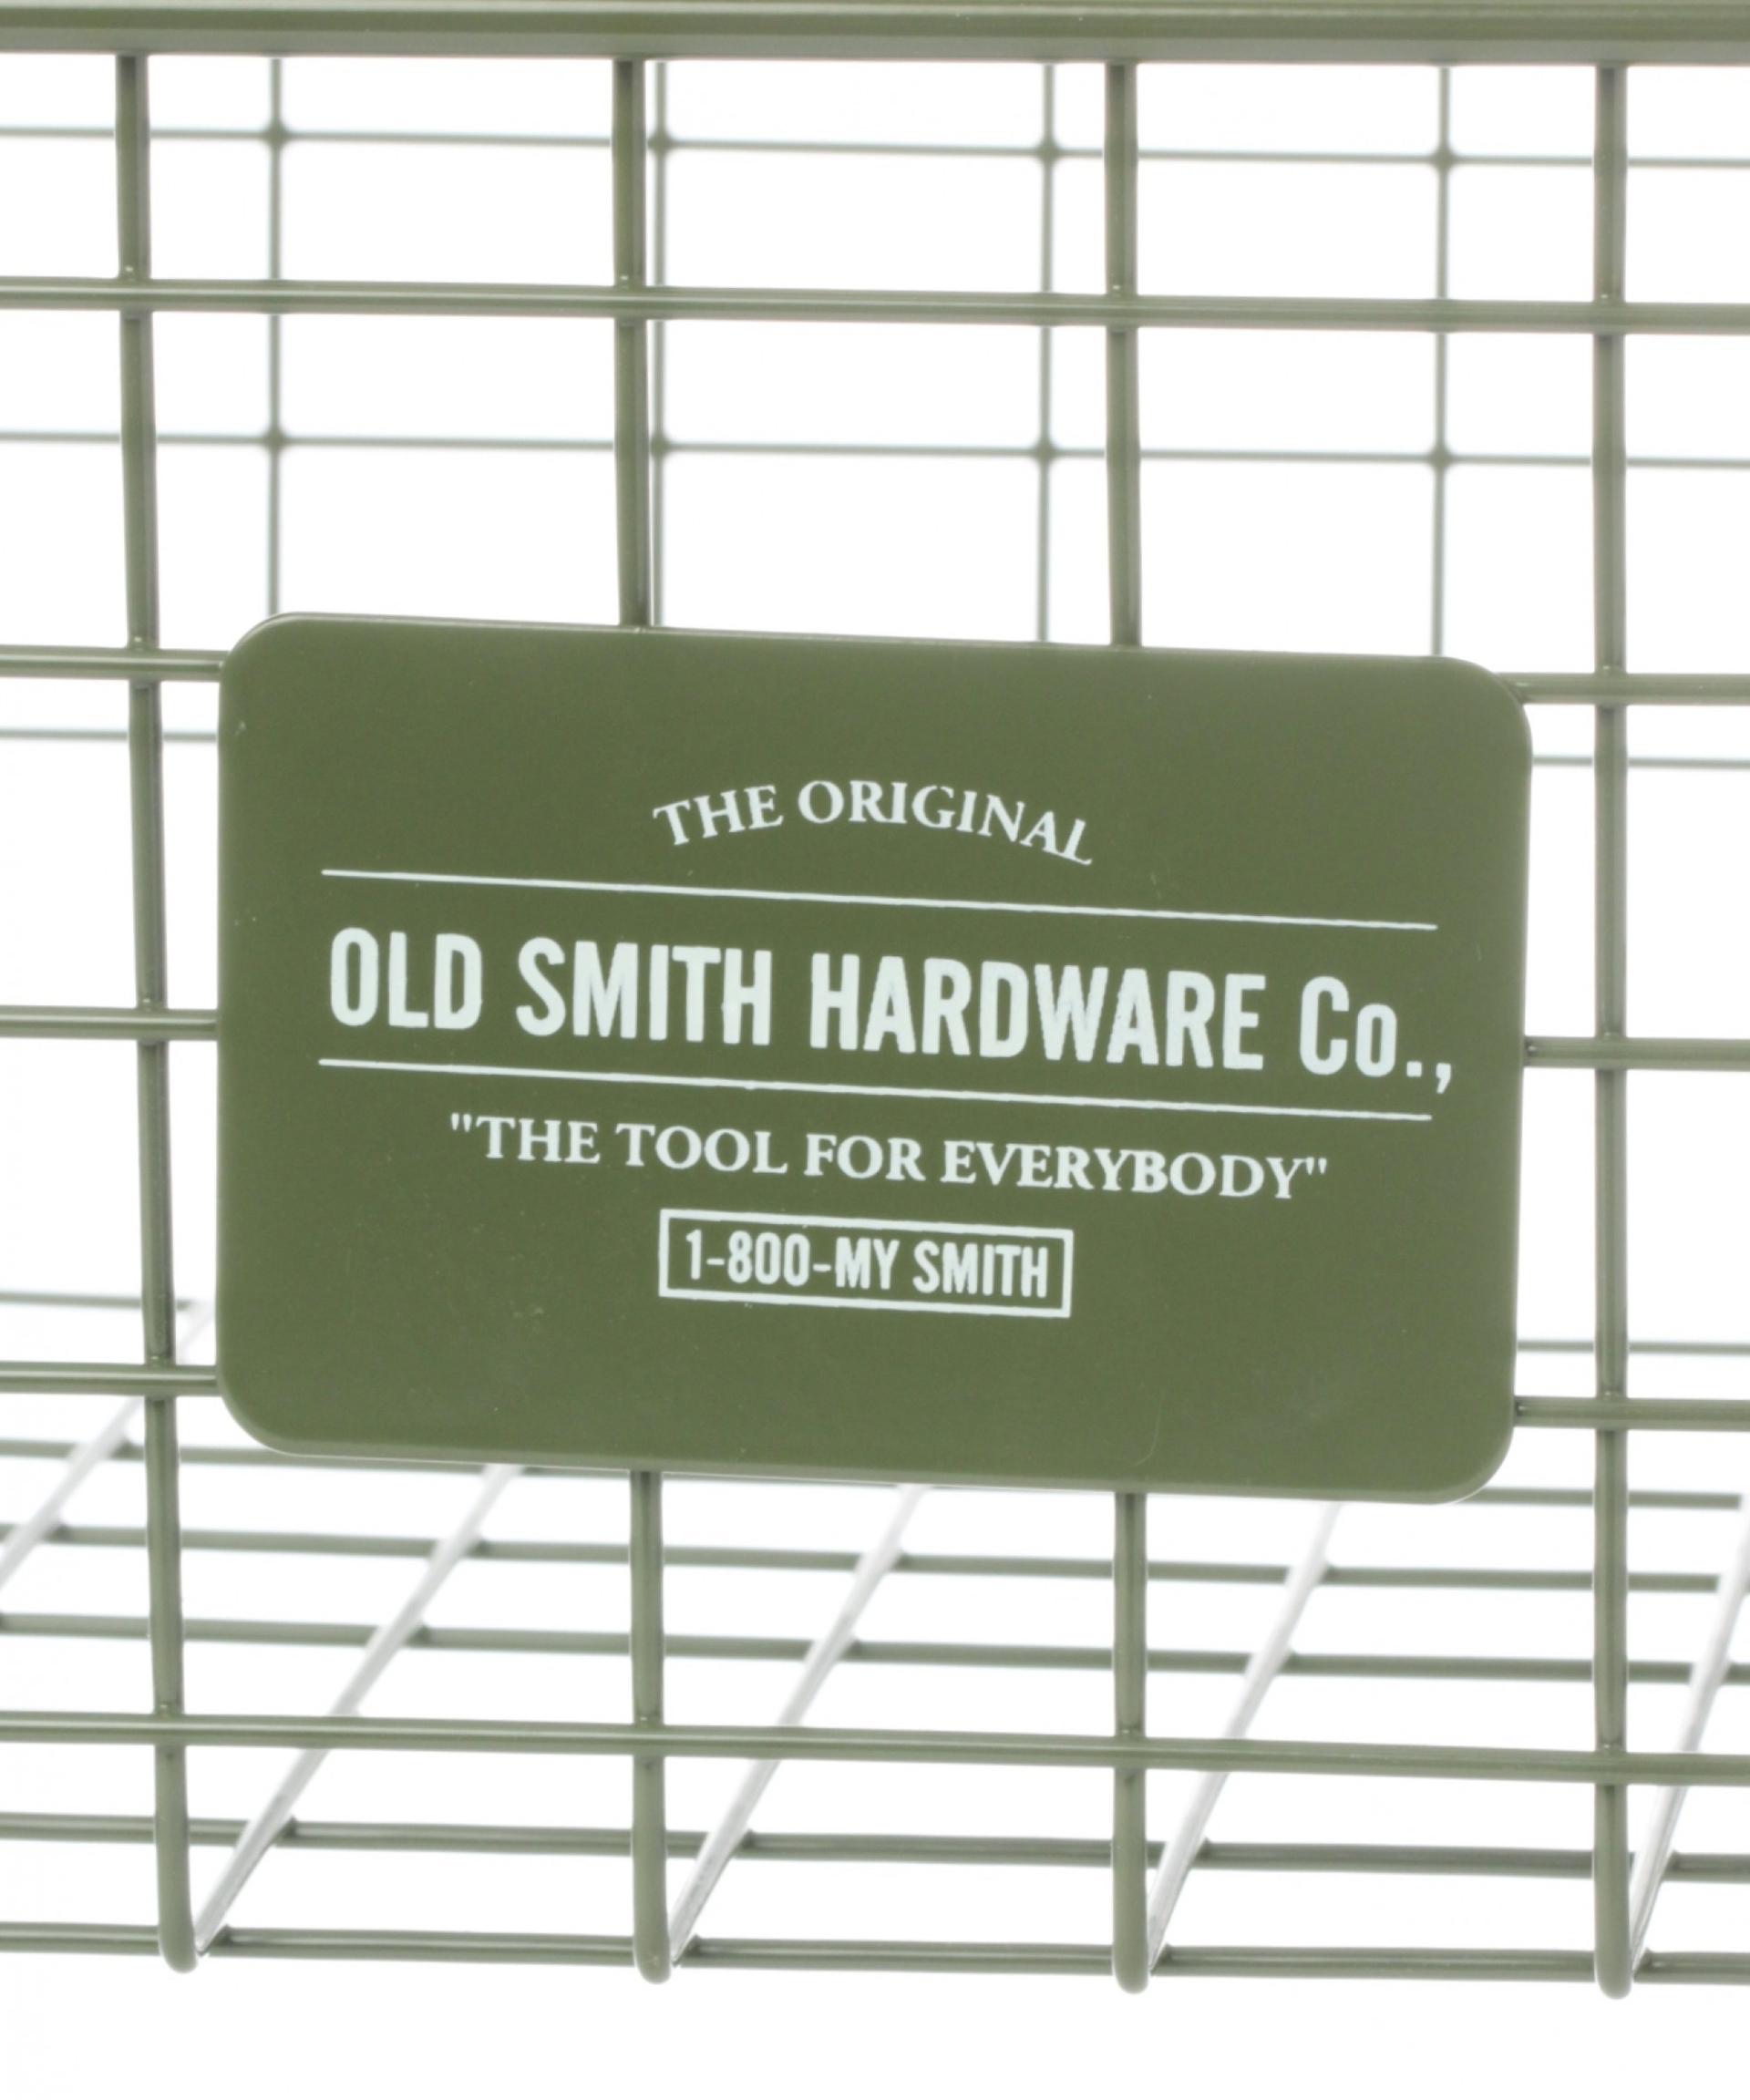 THE ORIGINAL
OLD SMITH HARDWARE Co.,
"THE TOOL FOR EVERYBODY"
1-800-MY SMITH